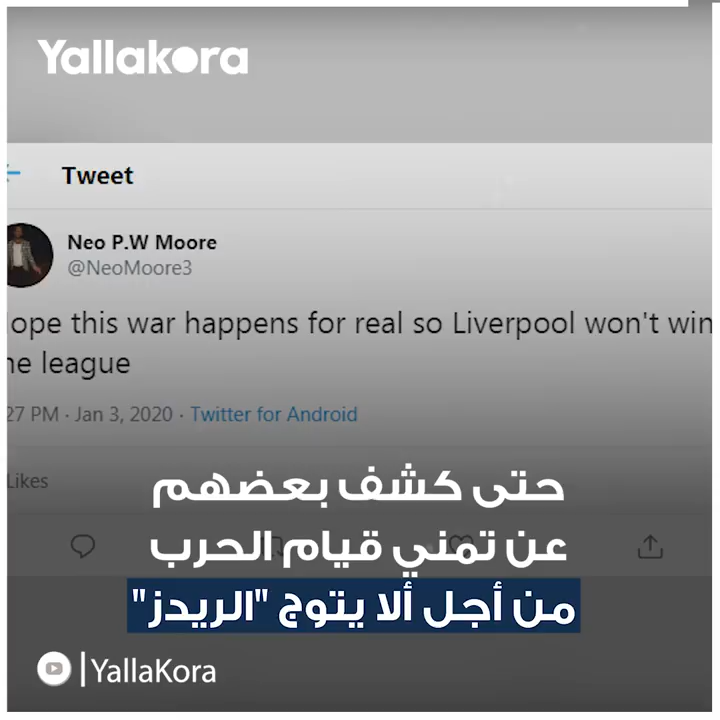 Yallakora
Tweet
Neo P.W Moore
@NeoMoore3
ope this war happens for real so Liverpool won't win
he league
27 PM · Jan 3, 2020 · Twitter for Android
Likes
حتى كشف بعضهم
عن تمني قيام الحرب
من أجل ألا يتوج "الريدز"
YallaKora